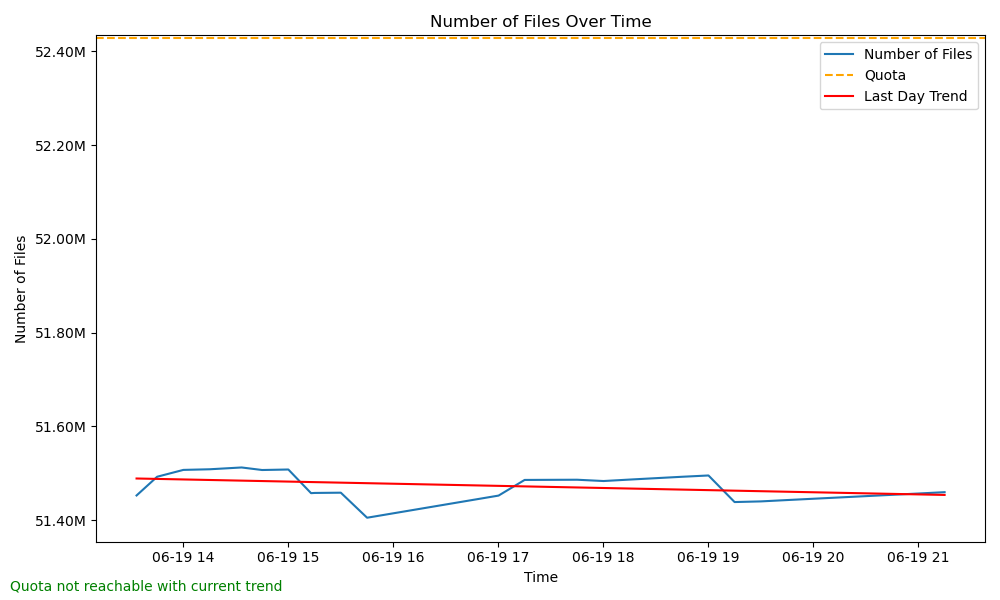 Number of Files Over Time
52.40M
52.20M
52.00M
51.80M
51.60M
51.40M
Number of Files
Number of Files
Quota
Last Day Trend
06-19 14
06-19 15
06-19 16
06-19 17
06-19 18
06-19 19
06-19 20
06-19 21
Time
Quota not reachable with current trend